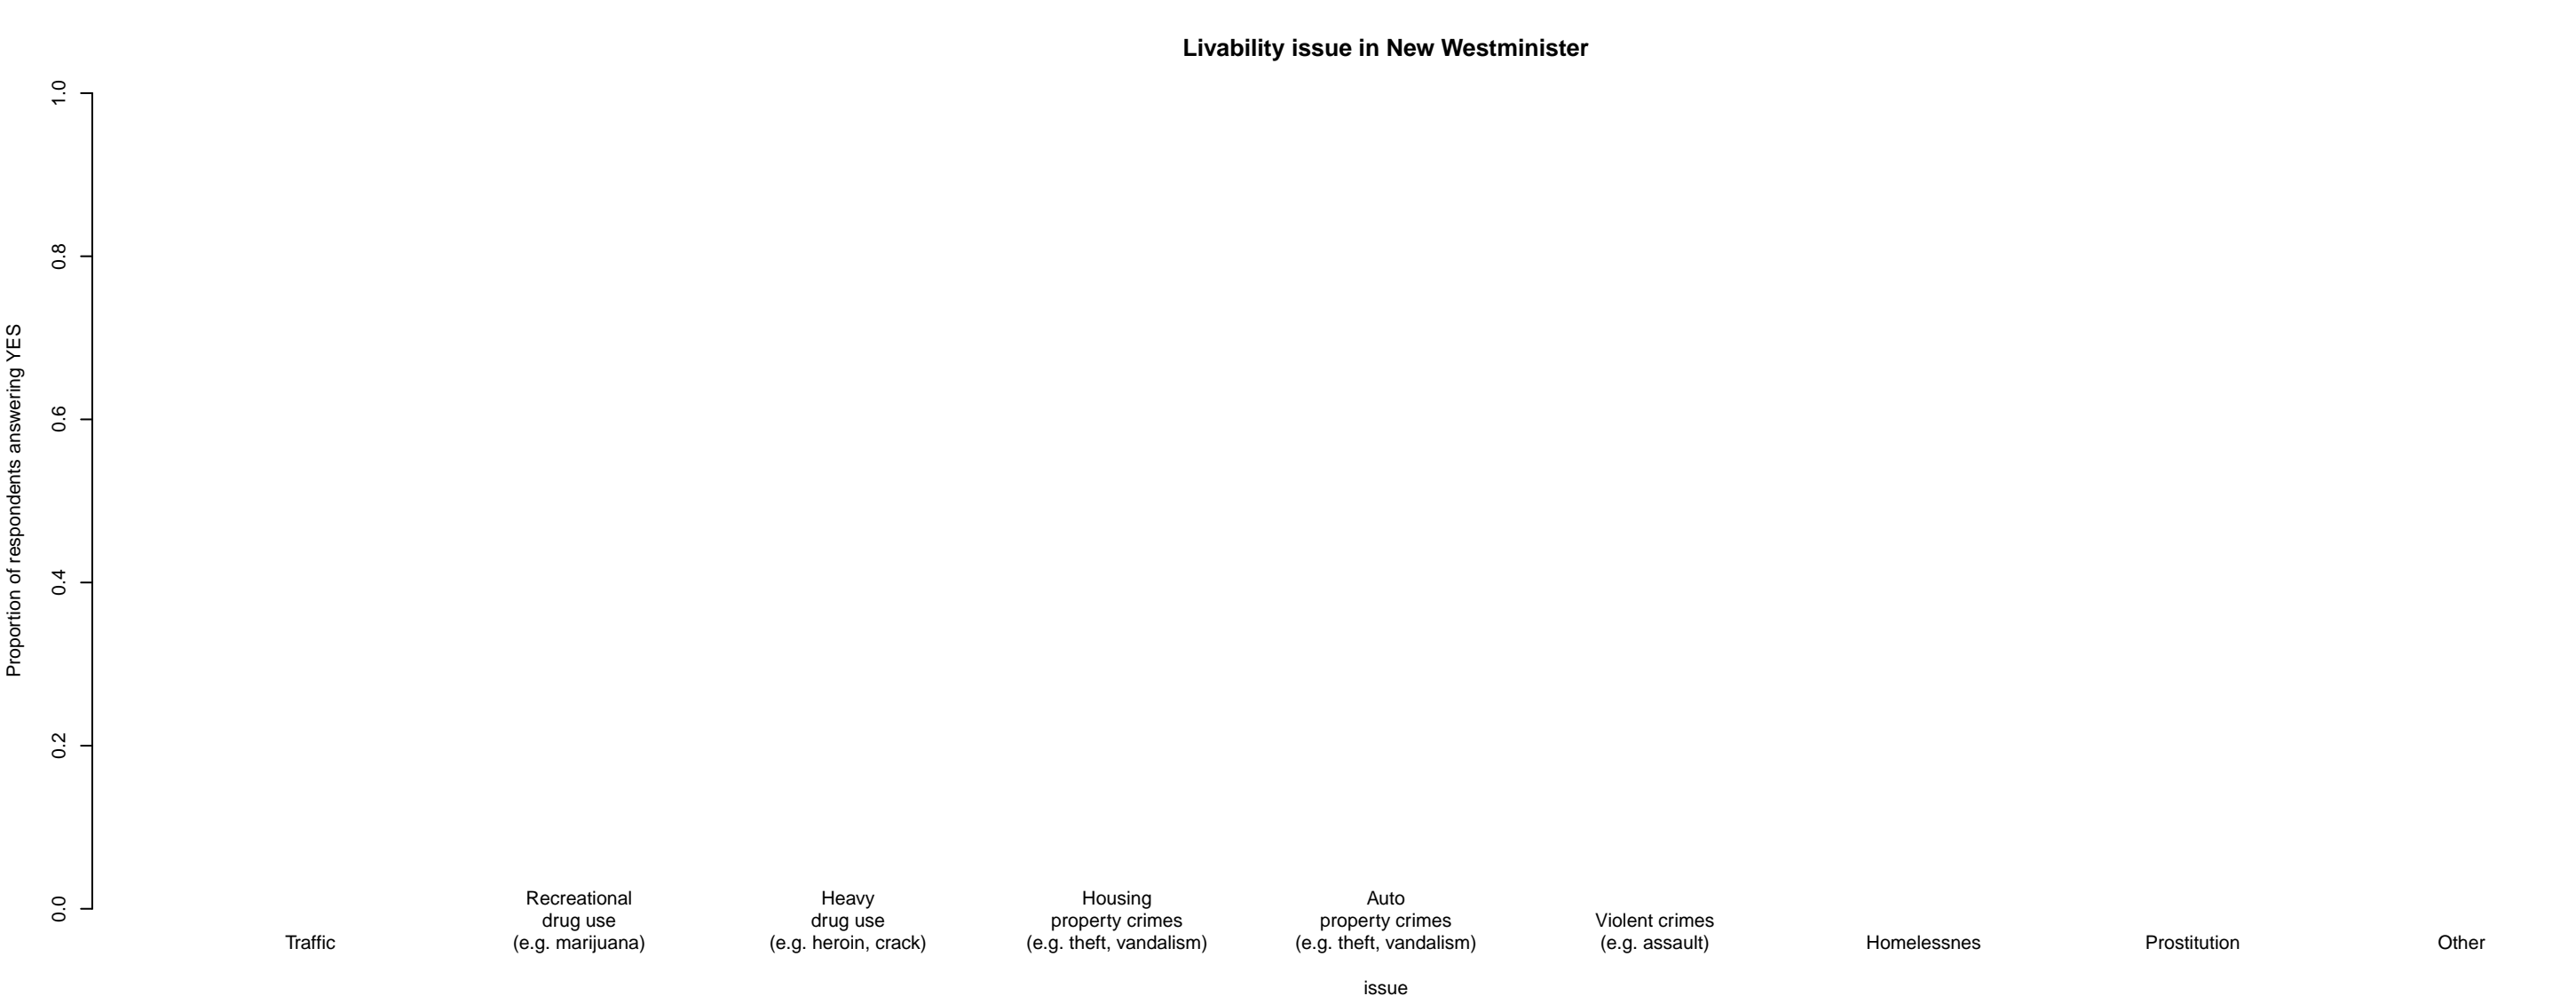 Livability issue in New Westminister
Proportion of respondents answering YES
1.0
0.8
0.6
0.4
0.2
0.0
Traffic
Recreational
drug use
(e.g. marijuana)
Heavy
drug use
(e.g. heroin, crack)
Housing
property crimes
(e.g. theft, vandalism)
Auto
property crimes
(e.g. theft, vandalism)
Violent crimes
(e.g. assault)
Homelessnes
Prostitution
Other
issue